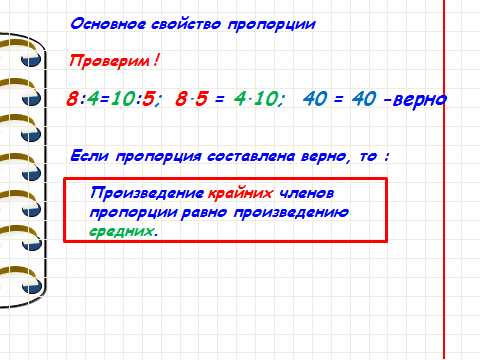 Основное свойство пропорции
Проверим!
8:4=10:5; 8·5 = 4·10; 40 = 40 -верно
Если пропорция составлена верно, то :
Произведение крайних членов
пропорции равно произведению
средних.